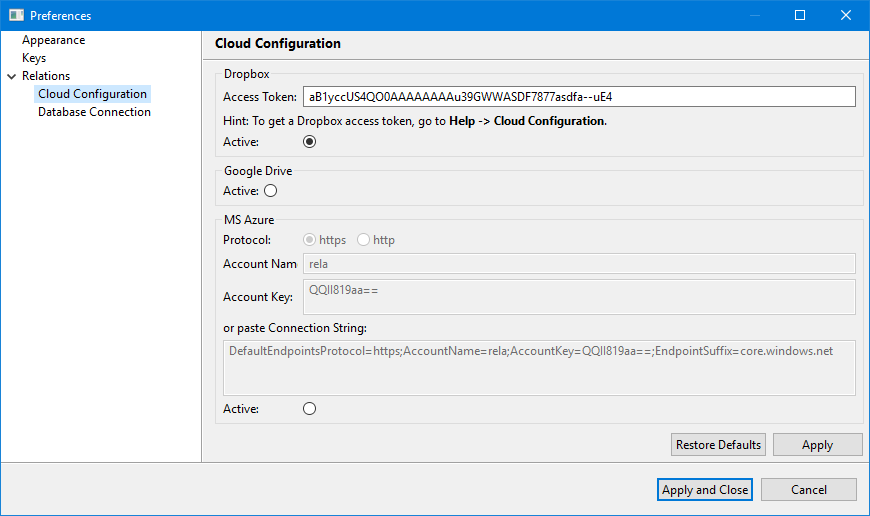 Preferences
Appearance
Keys
Relations
Cloud Configuration
Database Connection
Cloud Configuration
Dropbox
Access Token: aB1yccUS4QO0AAAAAAAAu39GWWASDF7877asdfa--uE4
Hint: To get a Dropbox access token, go to Help -> Cloud Configuration.
Active:
Google Drive
Active:
MS Azure
Protocol: https http
Account Nam rela
Account Key: QQII819aa==
or paste Connection String:
DefaultEndpointsProtocol=https;AccountName=rela;AccountKey=QQII819aa==;EndpointSuffix=core.windows.net
Active:
Restore Defaults Apply
Apply and Close Cancel